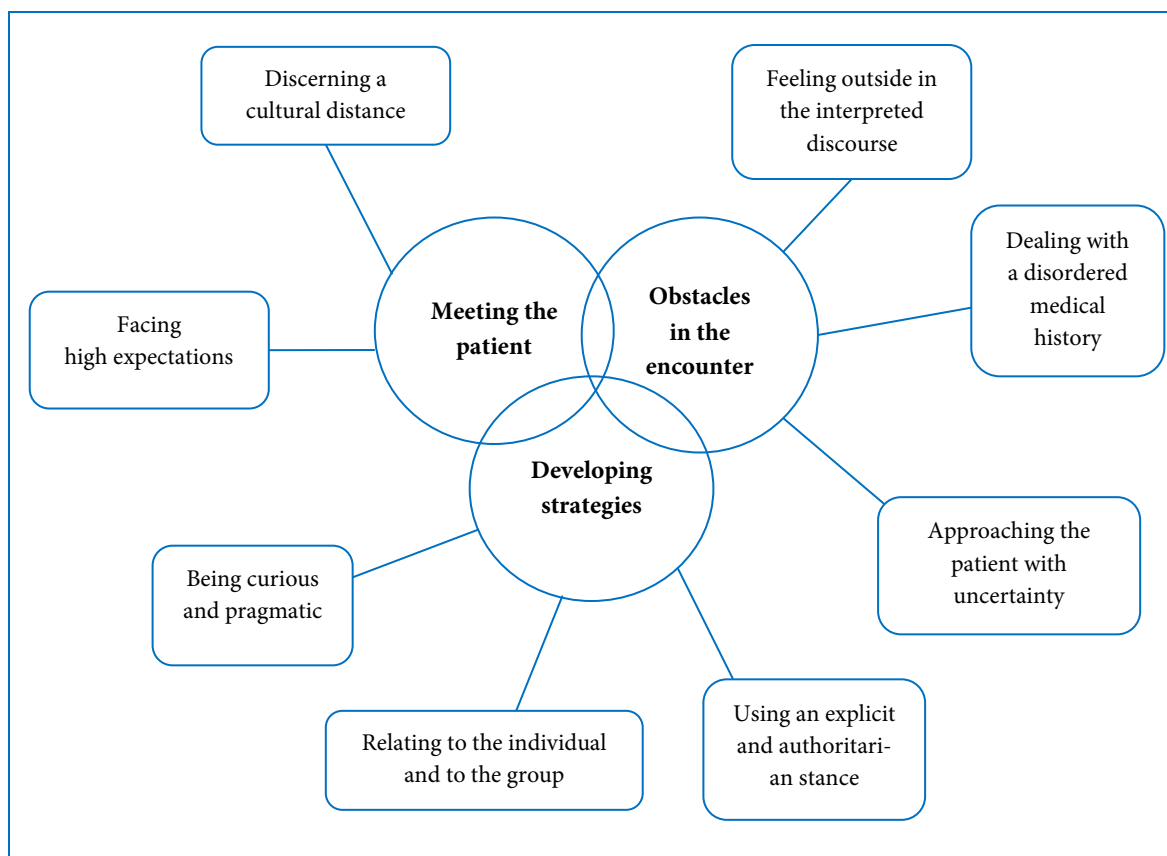 Discerning a
cultural distance
Feeling outside in
the interpreted
discourse
Dealing with
a disordered
medical
history
Facing
high expectations
Meeting the
patient
Obstacles
in the
encounter
Developing
strategies
Approaching the
patient with
uncertainty
Being curious
and pragmatic
Relating to the individual
and to the group
Using an explicit
and authoritari-
an stance